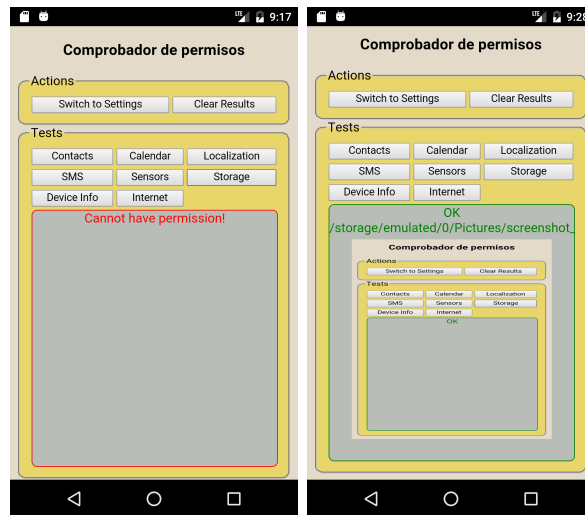 LTE 9:17
Comprobador de permisos
Actions
Switch to Settings Clear Results
Tests
Contacts Calendar Localization
SMS Sensors Storage
Device Info Internet
Cannot have permission!
LTE 9:28
Comprobador de permisos
Actions
Switch to Settings Clear Results
Tests
Contacts Calendar Localization
SMS Sensors Storage
Device Info Internet
OK
/storage/emulated/0/Pictures/screenshot_
Comprobador de permisos
Actions
Switch to Settings Clear Results
Tests
Contacts Calendar Localization
SMS Sensors Storage
Device Info Internet
OK